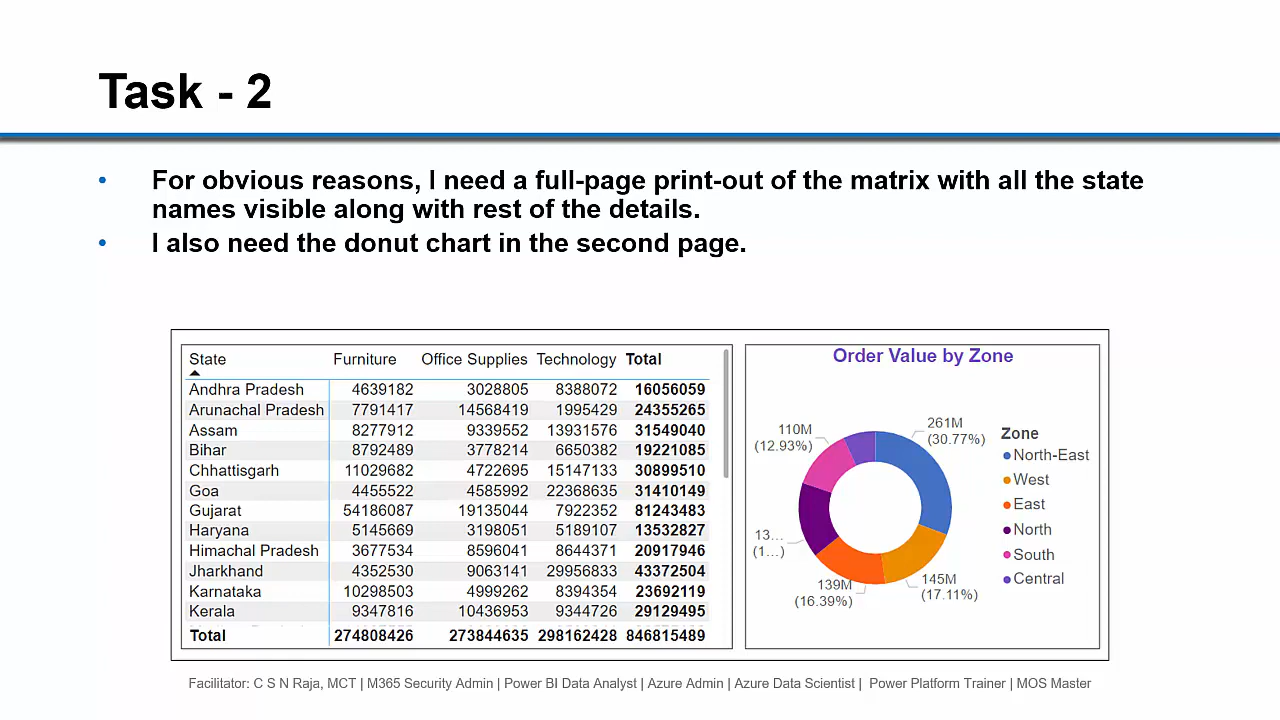 Task - 2
• For obvious reasons, I need a full-page print-out of the matrix with all the state
names visible along with rest of the details.
• I also need the donut chart in the second page.
State Furniture Office Supplies Technology Total
Andhra Pradesh 4639182 3028805 8388072 16056059
Arunachal Pradesh 7791417 14568419 1995429 24355265
Assam 8277912 9339552 13931576 31549040
Bihar 8792489 3778214 6650382 19221085
Chhattisgarh 11029682 4722695 15147133 30899510
Goa 4455522 4585992 22368635 31410149
Gujarat 54186087 19135044 7922352 81243483
Haryana 5145669 3198051 5189107 13532827
Himachal Pradesh 3677534 8596041 8644371 20917946
Jharkhand 4352530 9063141 29956833 43372504
Karnataka 10298503 4999262 8394354 23692119
Kerala 9347816 10436953 9344726 29129495
Total 274808426 273844635 298162428 846815489
Order Value by Zone
261M
(30.77%)
145M
(17.11%)
139M
(16.39%)
13...
(1...)
110M
(12.93%)
Zone
North-East
West
East
North
South
Central
Facilitator: C S N Raja, MCT | M365 Security Admin | Power BI Data Analyst | Azure Admin | Azure Data Scientist | Power Platform Trainer | MOS Master